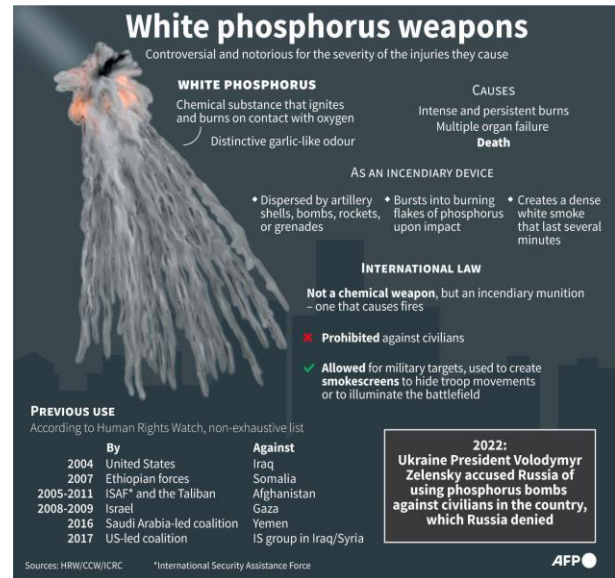 White phosphorus weapons
Controversial and notorious for the severity of the injuries they cause
WHITE PHOSPHORUS
Chemical substance that ignites
and burns on contact with oxygen
Distinctive garlic-like odour
CAUSES
Intense and persistent burns
Multiple organ failure
Death
AS AN INCENDIARY DEVICE
Dispersed by artillery
shells, bombs, rockets,
or grenades
Bursts into burning
flakes of phosphorus
upon impact
Creates a dense
white smoke
that last several
minutes
INTERNATIONAL LAW
Not a chemical weapon, but an incendiary munition
– one that causes fires
Prohibited against civilians
Allowed for military targets, used to create
smokescreens to hide troop movements
or to illuminate the battlefield
PREVIOUS USE
According to Human Rights Watch, non-exhaustive list
By Against
2004 United States Iraq
2007 Ethiopian forces Somalia
2005-2011 ISAF* and the Taliban Afghanistan
2008-2009 Israel Gaza
2016 Saudi Arabia-led coalition Yemen
2017 US-led coalition IS group in Iraq/Syria
2022:
Ukraine President Volodymyr
Zelensky accused Russia of
using phosphorus bombs
against civilians in the country,
which Russia denied
Sources: HRW/CCW/ICRC *International Security Assistance Force
AFP